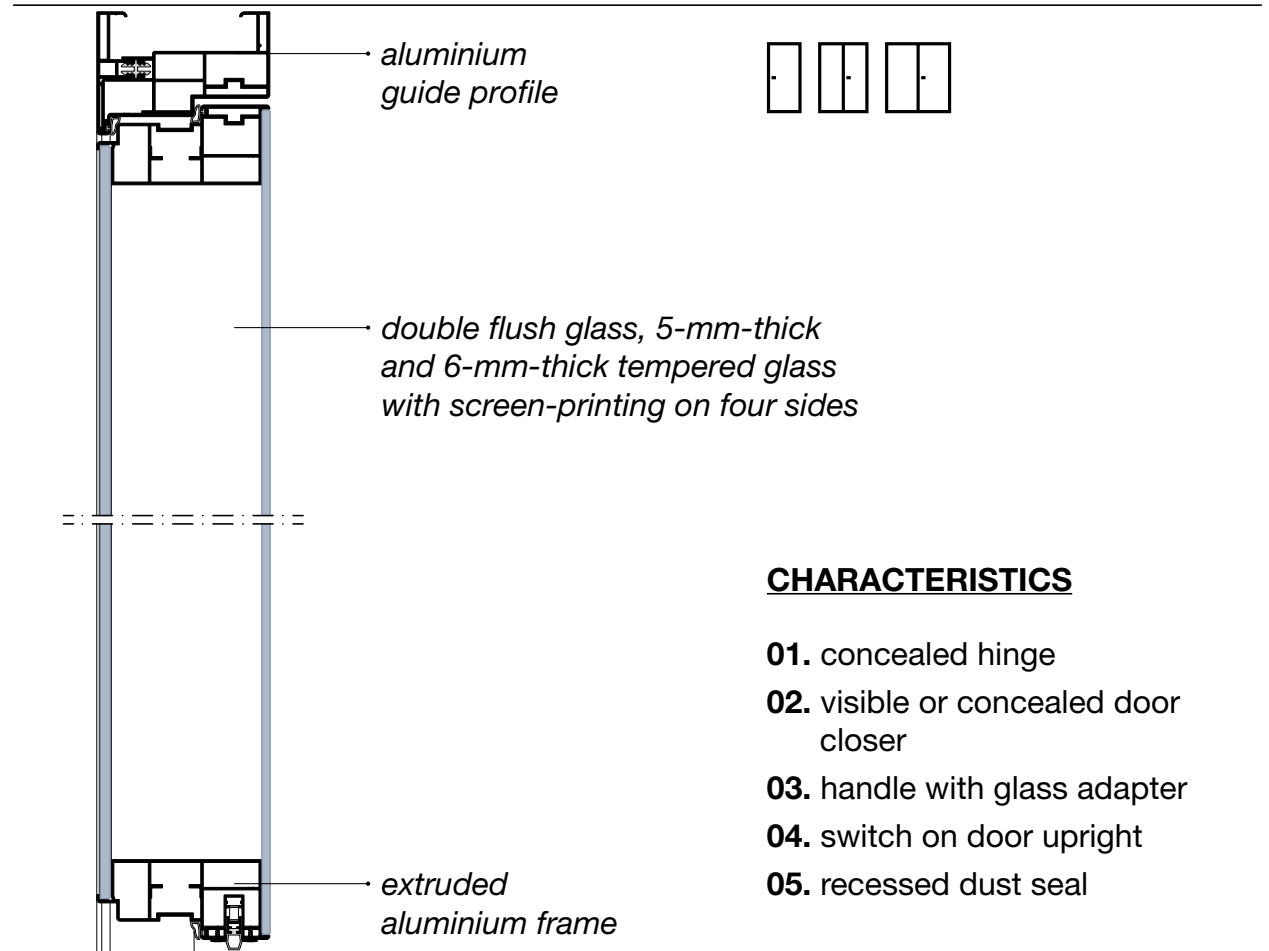 aluminium
guide profile
double flush glass, 5-mm-thick
and 6-mm-thick tempered glass
with screen-printing on four sides
CHARACTERISTICS
01. concealed hinge
02. visible or concealed door
closer
03. handle with glass adapter
04. switch on door upright
05. recessed dust seal
extruded
aluminium frame